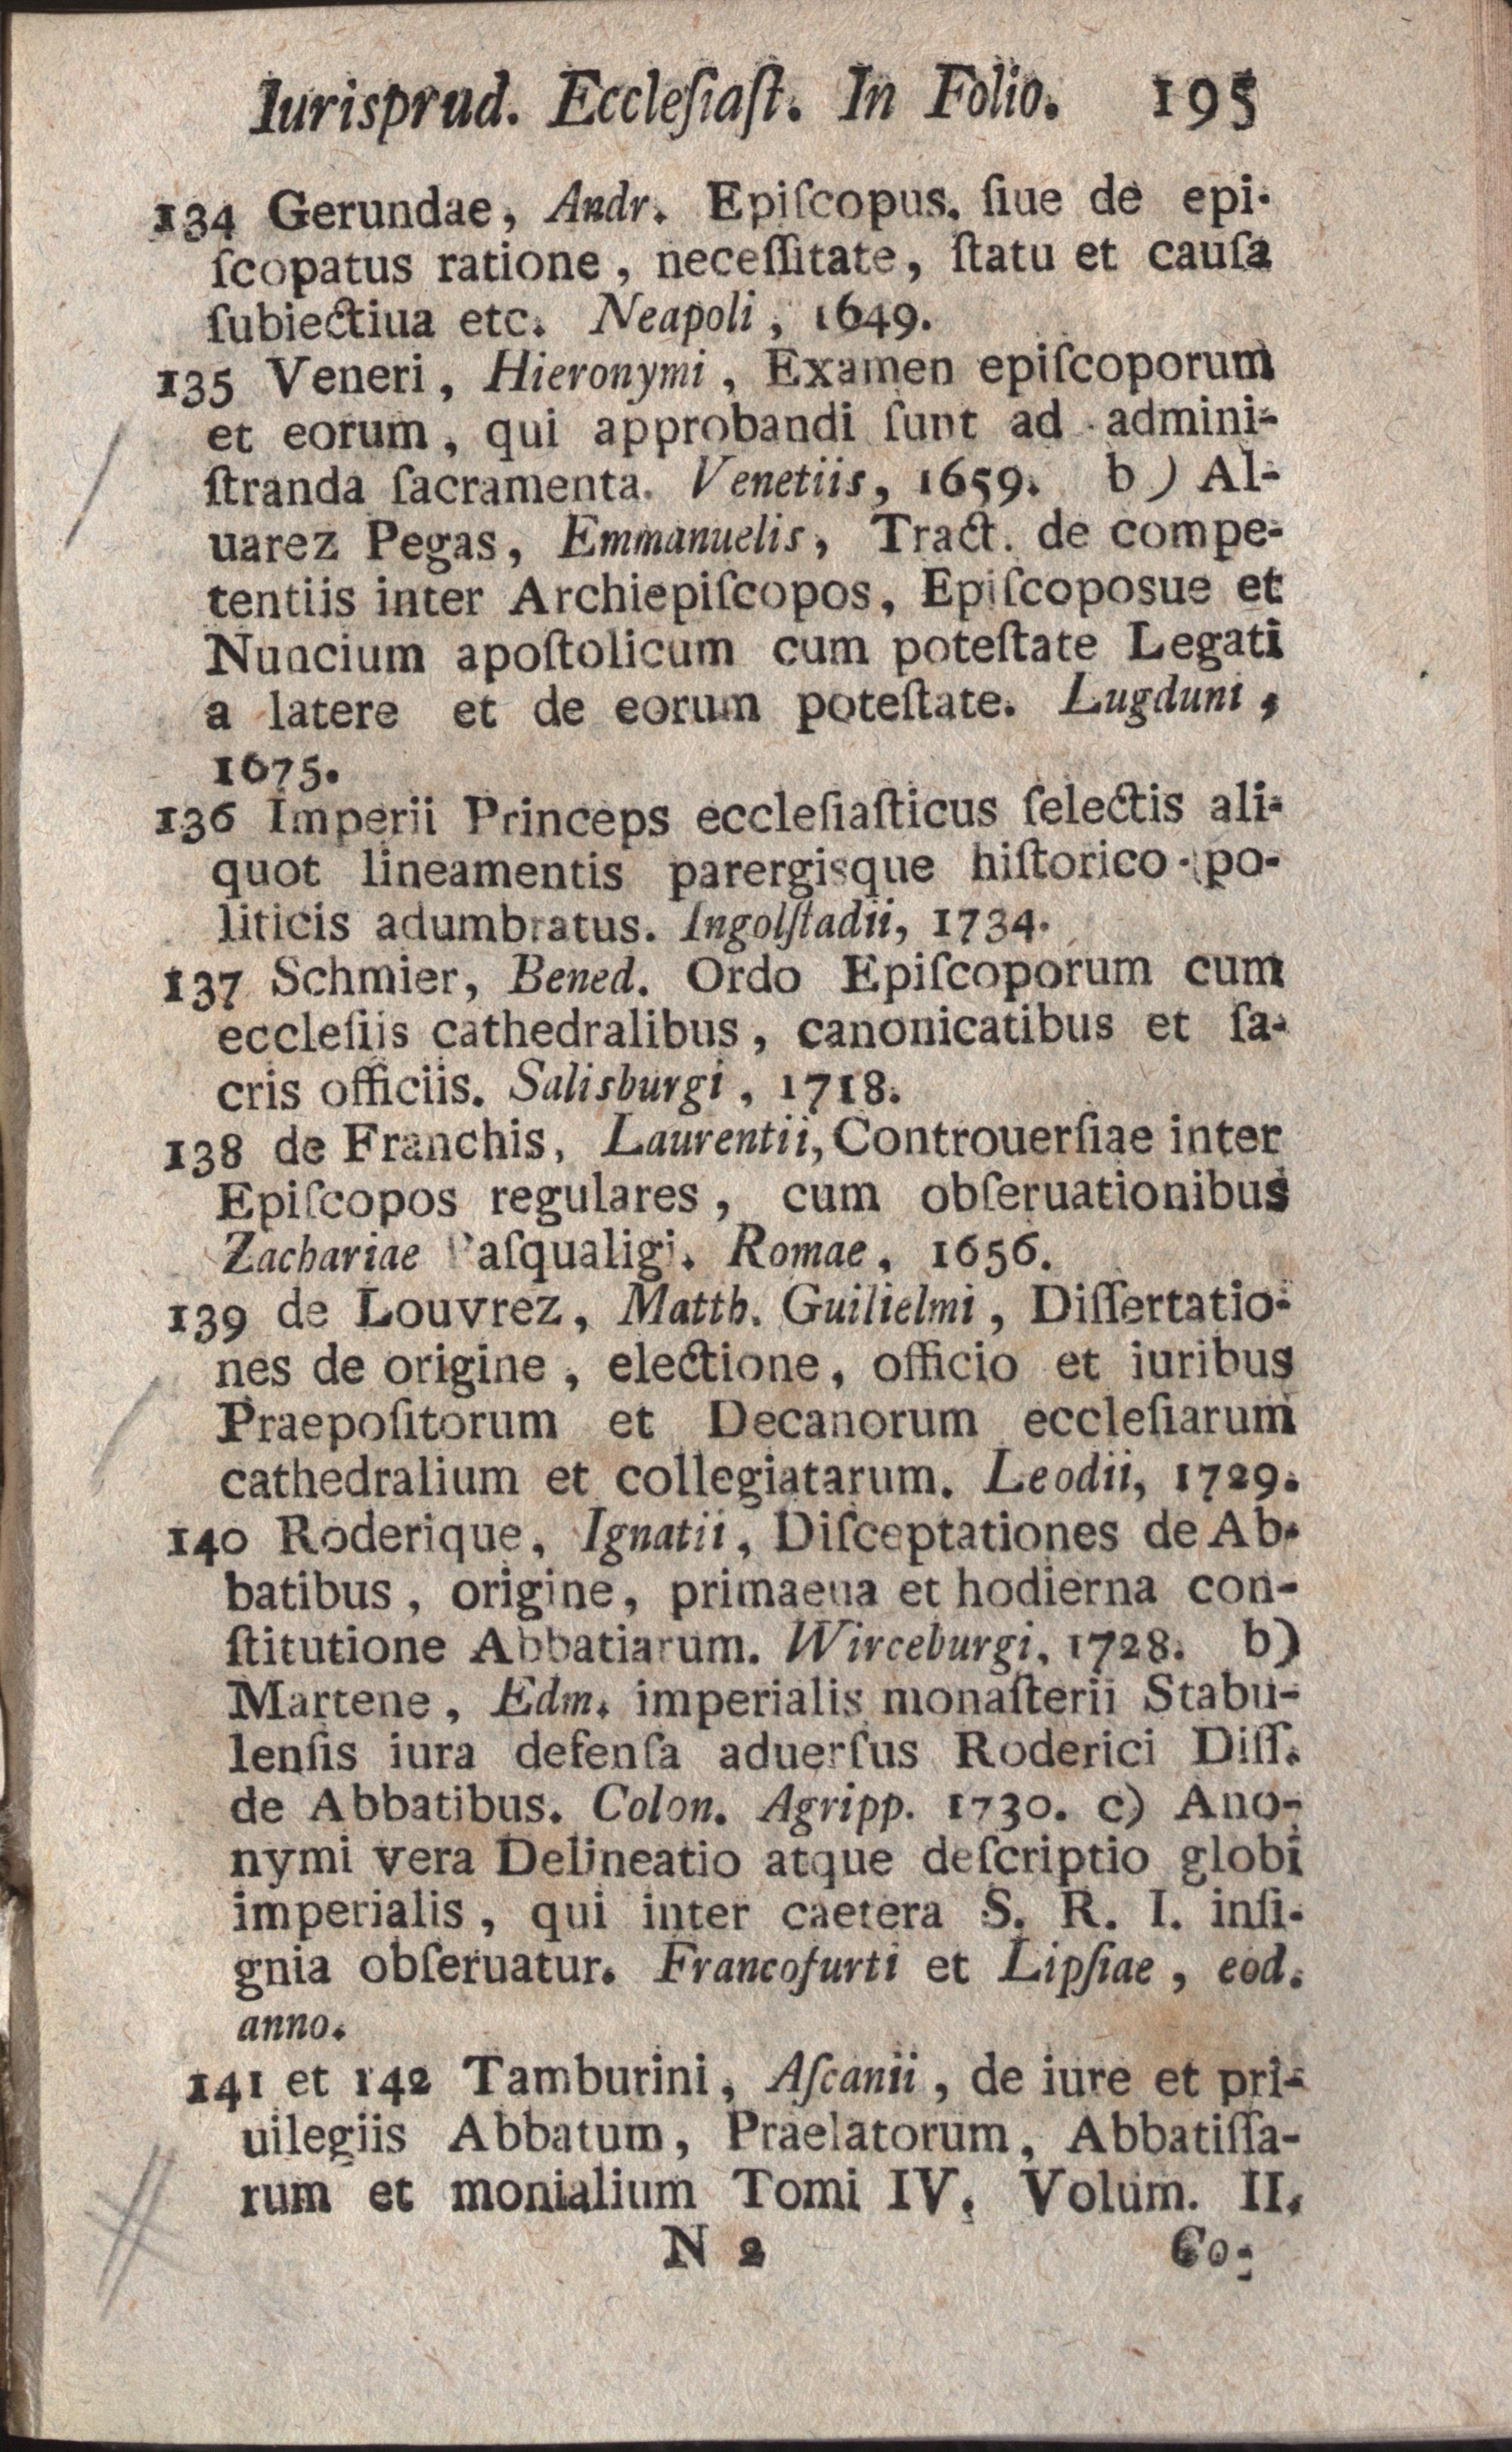 Iurisprud. Eccleſiaſt. In Folio. 195
134 Gerundae, Andr. Epiſcopus, ſiue de epi-
ſcopatus ratione, neceſſitate, ſtatu et cauſa
ſubiectiua etc. Neapoli, 1649.
135 Veneri, Hieronymi, Examen epiſcoporum
et eorum, qui approbandi ſunt ad admini-
ſtranda ſacramenta. Venetiis, 1659. b) Al-
uarez Pegas, Emmanuelis, Tract. de compe-
tentiis inter Archiepiſcopos, Epiſcoposue et
Nuncium apoſtolicum cum poteſtate Legati
a latere et de eorum poteſtate. Lugduni,
1675.
136 Imperii Princeps eccleſiaſticus ſelectis ali-
quot lineamentis parergisque hiſtorico-po-
liticis adumbratus. Ingolſtadii, 1734.
137 Schmier, Bened. Ordo Epiſcoporum cum
eccleſiis cathedralibus, canonicatibus et ſa-
cris officiis. Salisburgi, 1718.
138 de Franchis, Laurentii, Controuerſiae inter
Epiſcopos regulares, cum obſeruationibus
Zachariae Paſqualigi. Romae, 1656.
139 de Louvrez, Matth. Guilielmi, Diſſertatio-
nes de origine, electione, officio et iuribus
Praepoſitorum et Decanorum eccleſiarum
cathedralium et collegiatarum. Leodii, 1729.
140 Roderique, Ignatii, Diſceptationes de Ab-
batibus, origine, primaeua et hodierna con-
ſtitutione Abbatiarum. Wirceburgi, 1728. b)
Martene, Edm. imperialis monaſterii Stabu-
lenſis iura defenſa aduerſus Roderici Diſſ.
de Abbatibus. Colon. Agripp. 1730. c) Ano-
nymi vera Delineatio atque deſcriptio globi
imperialis, qui inter caetera S. R. I. inſi-
gnia obſeruatur. Francofurti et Lipſiae, eod.
anno.
141 et 142 Tamburini, Aſcanii, de iure et pri-
uilegiis Abbatum, Praelatorum, Abbatiſſa-
rum et monialium Tomi IV. Volum. II.
N 2 Co-